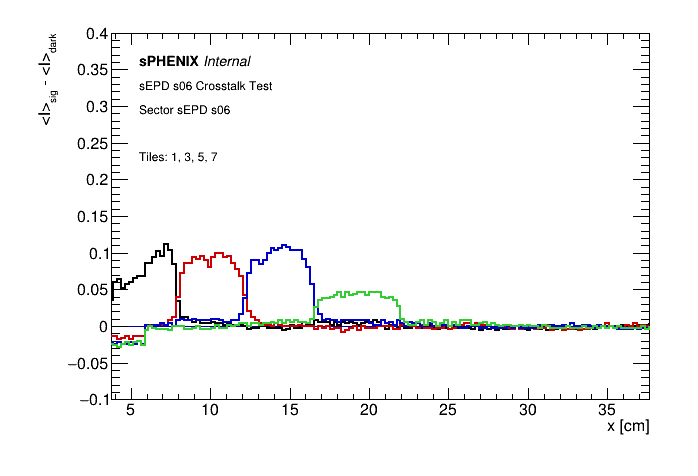 <I>sig - <I>dark
0.4
0.35
0.3
0.25
0.2
0.15
0.1
0.05
0
−0.05
−0.1
sPHENIX Internal
sEPD s06 Crosstalk Test
Sector sEPD s06
Tiles: 1, 3, 5, 7
5 10 15 20 25 30 35
x [cm]